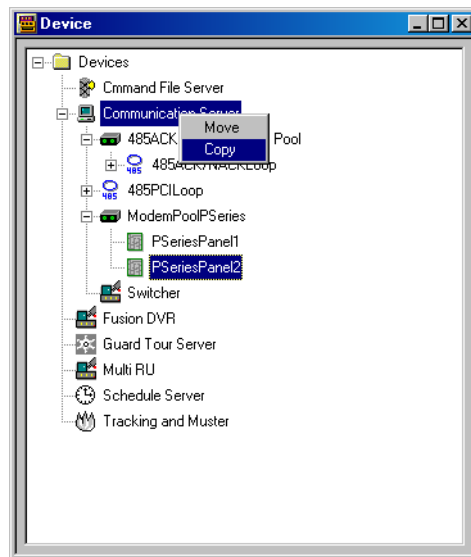 Device
Devices
Cmmand File Server
Communication Server
Move
485ACK Pool
Copy
485ACK/NACKLoop
485PCILoop
ModemPoolPSeries
PSeriesPanel1
PSeriesPanel2
Switcher
Fusion DVR
Guard Tour Server
Multi RU
Schedule Server
Tracking and Muster